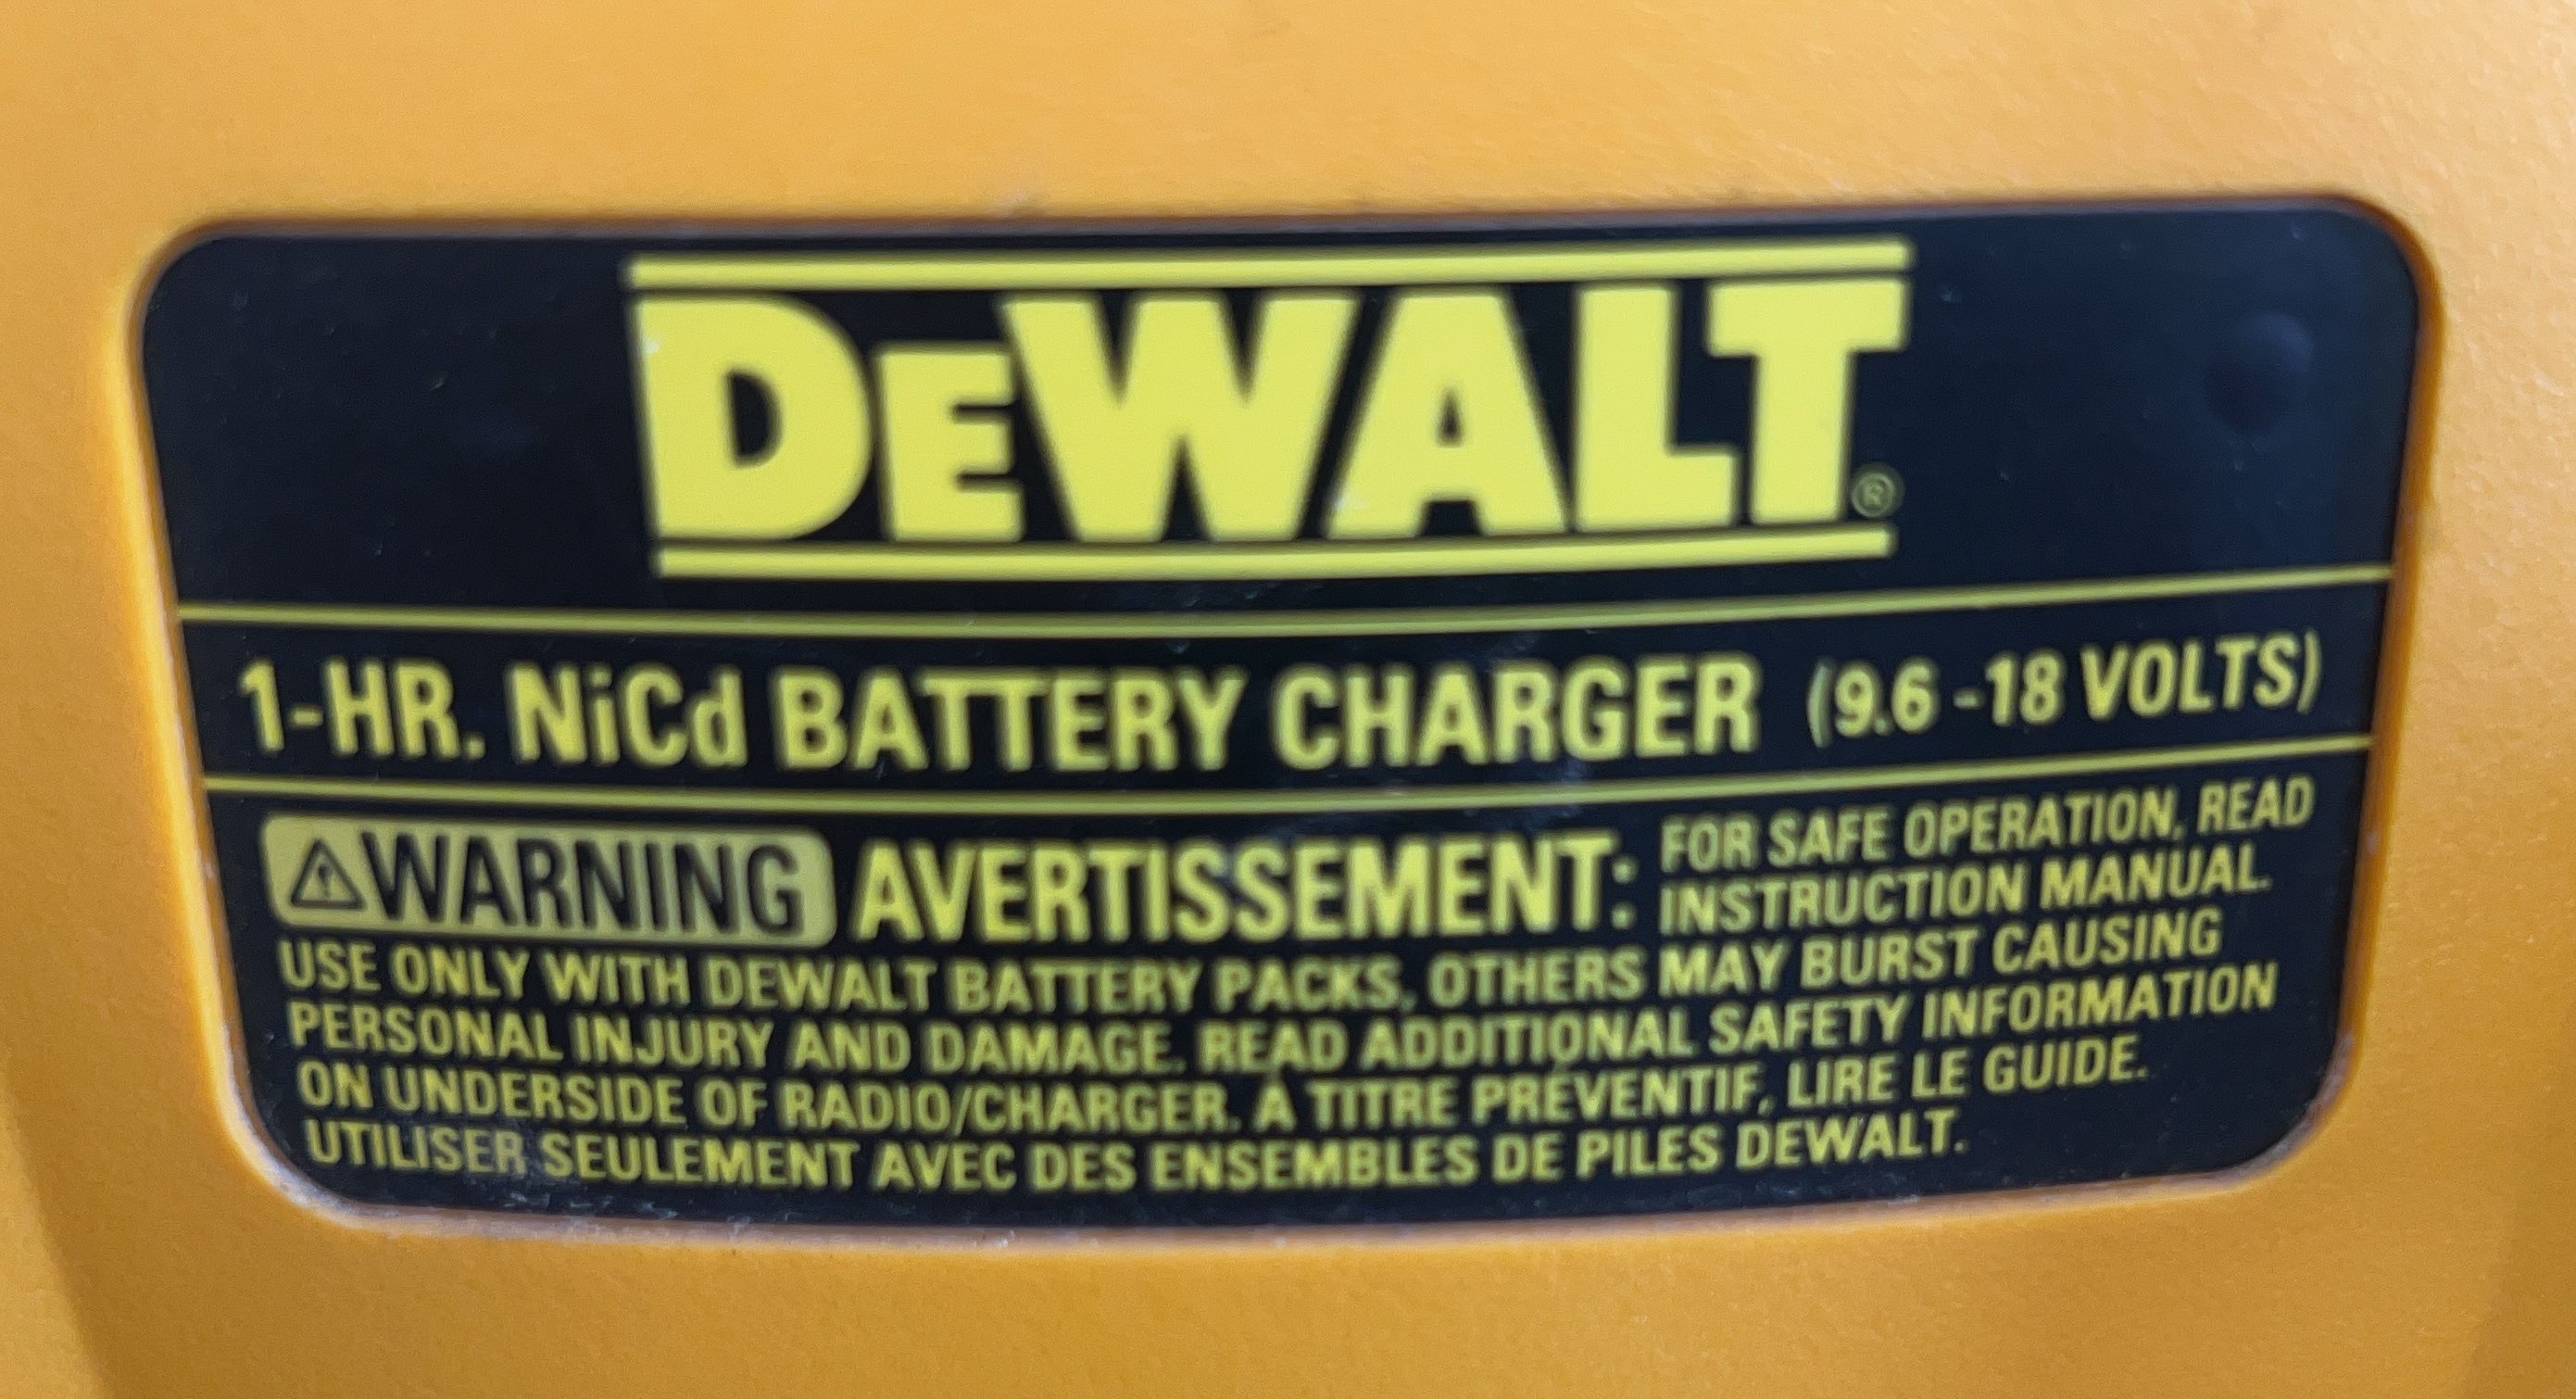 DEWALT®
1-HR. NiCd BATTERY CHARGER (9.6 -18 VOLTS)
⚠WARNING AVERTISSEMENT: FOR SAFE OPERATION, READ
INSTRUCTION MANUAL.
USE ONLY WITH DEWALT BATTERY PACKS, OTHERS MAY BURST CAUSING
PERSONAL INJURY AND DAMAGE. READ ADDITIONAL SAFETY INFORMATION
ON UNDERSIDE OF RADIO/CHARGER. À TITRE PRÉVENTIF, LIRE LE GUIDE.
UTILISER SEULEMENT AVEC DES ENSEMBLES DE PILES DEWALT.